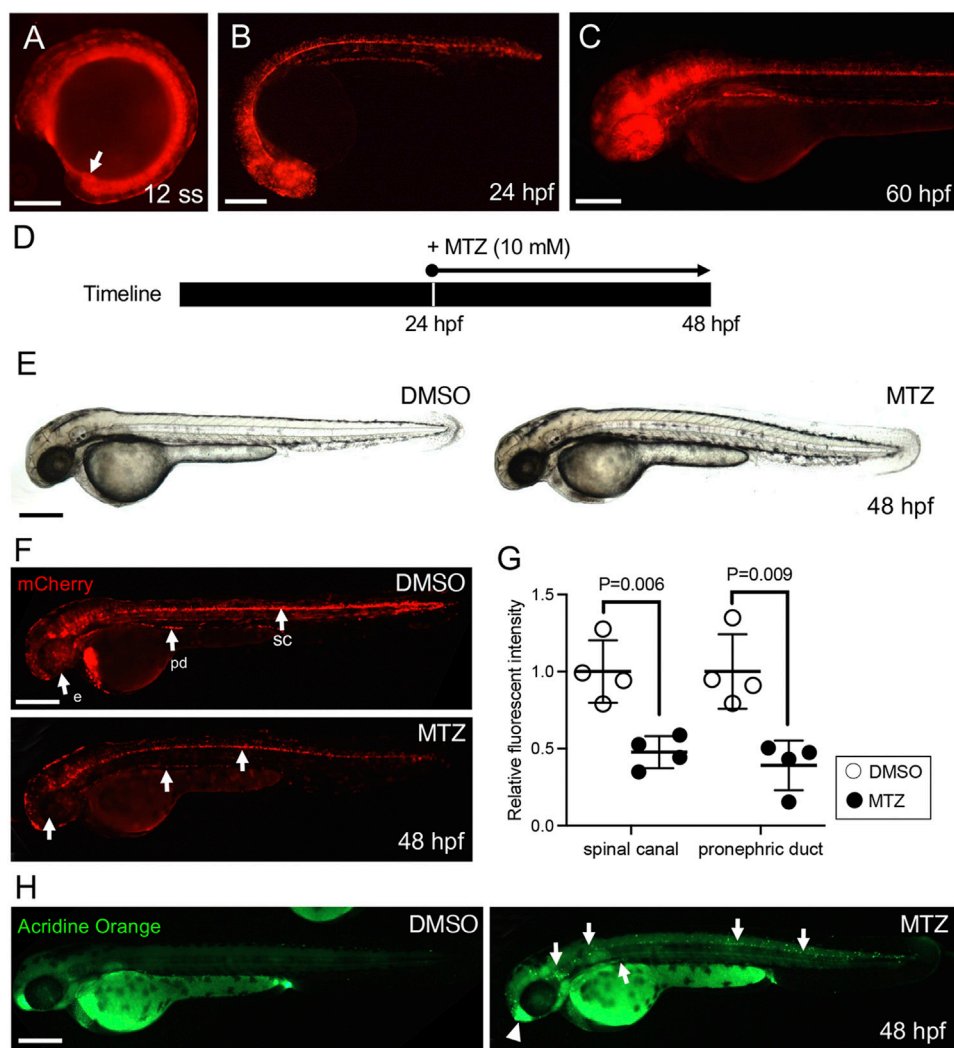 A
12 ss
B
24 hpf
C
60 hpf
D
+ MTZ (10 mM)
Timeline
24 hpf
48 hpf
E
DMSO
MTZ
48 hpf
F
mCherry
DMSO
e
pd
sc
MTZ
48 hpf
G
P=0.006
P=0.009
Relative fluorescent intensity
1.5
1.0
0.5
0.0
spinal canal
pronephric duct
DMSO
MTZ
H
Acridine Orange
DMSO
MTZ
48 hpf